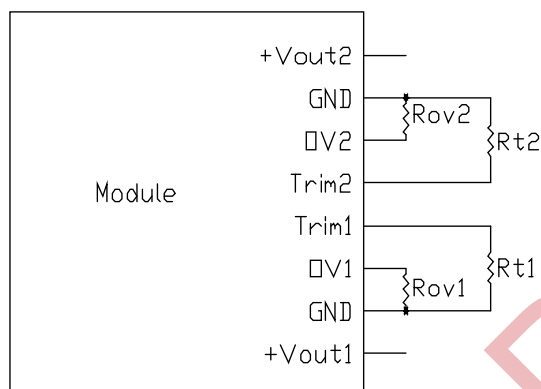 +Vout2
GND
Rov2
OV2
Rt2
Trim2
Module
Trim1
OV1
Rt1
Rov1
GND
+Vout1